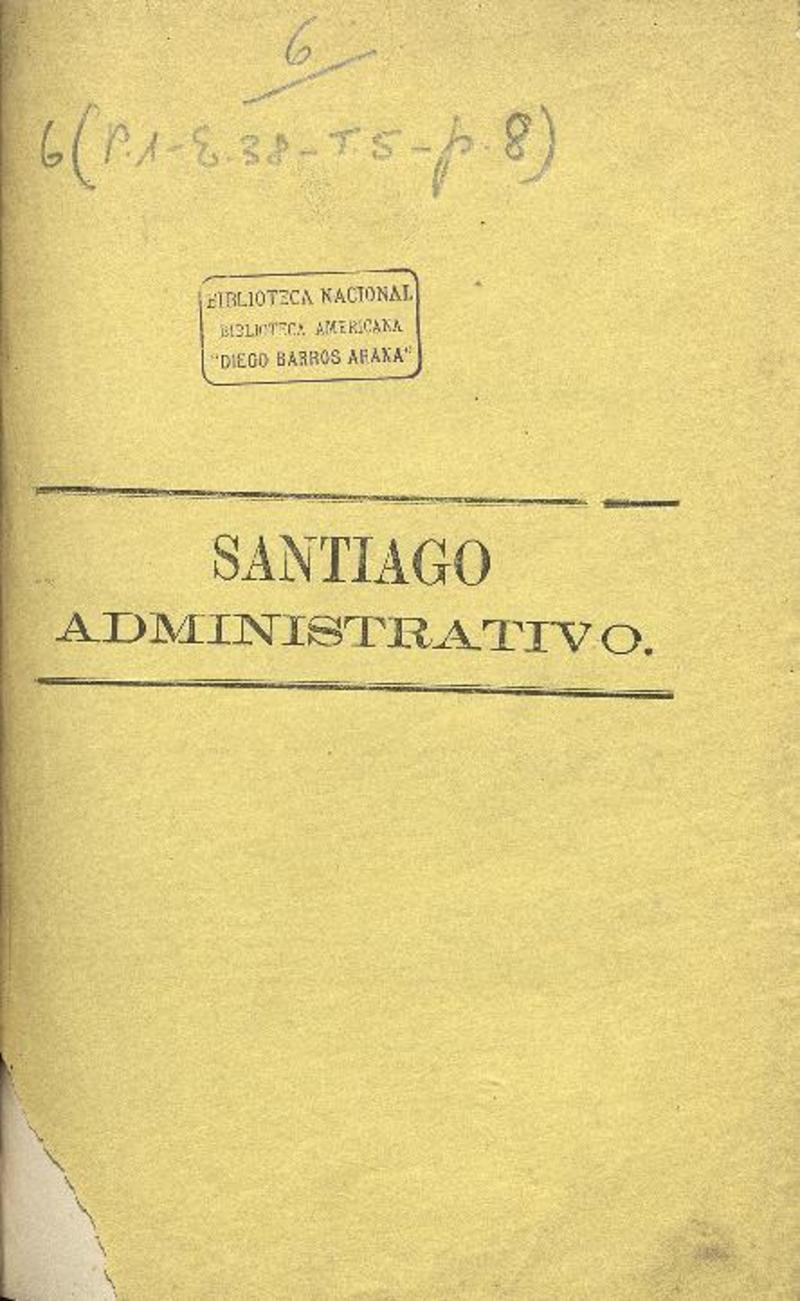 6
6(P.1-E.38-T.5-p.8)
BIBLIOTECA NACIONAL
BIBLIOTECA AMERICANA
"DIEGO BARROS ARANA"
SANTIAGO
ADMINISTRATIVO.